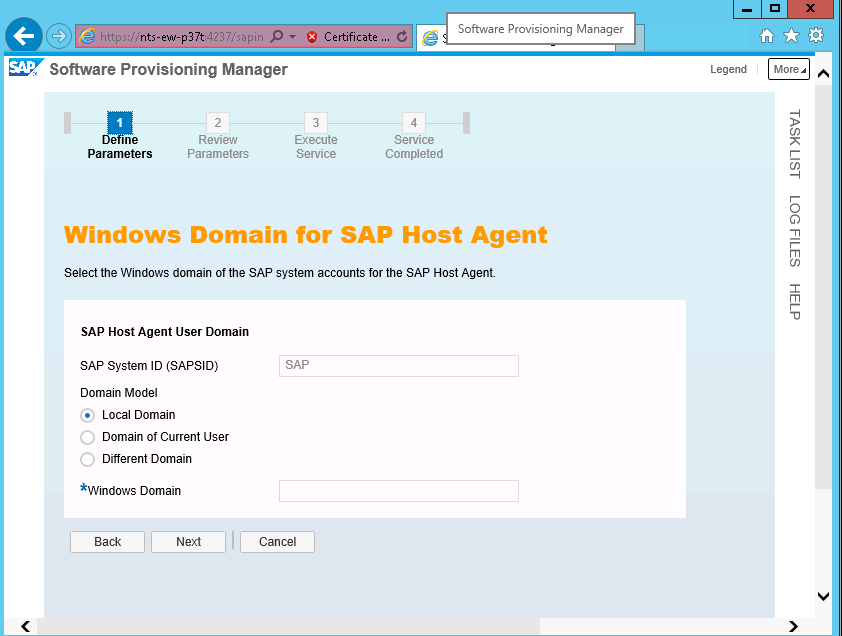 https://nts-ew-p37t:4237/sapin
Certificate ...
Software Provisioning Manager
SAP
Software Provisioning Manager
Legend
More
1
2
3
4
Define
Parameters
Review
Parameters
Execute
Service
Service
Completed
TASK LIST
LOG FILES
HELP
Windows Domain for SAP Host Agent
Select the Windows domain of the SAP system accounts for the SAP Host Agent.
SAP Host Agent User Domain
SAP System ID (SAPSID)
SAP
Domain Model
Local Domain
Domain of Current User
Different Domain
*Windows Domain
Back
Next
Cancel